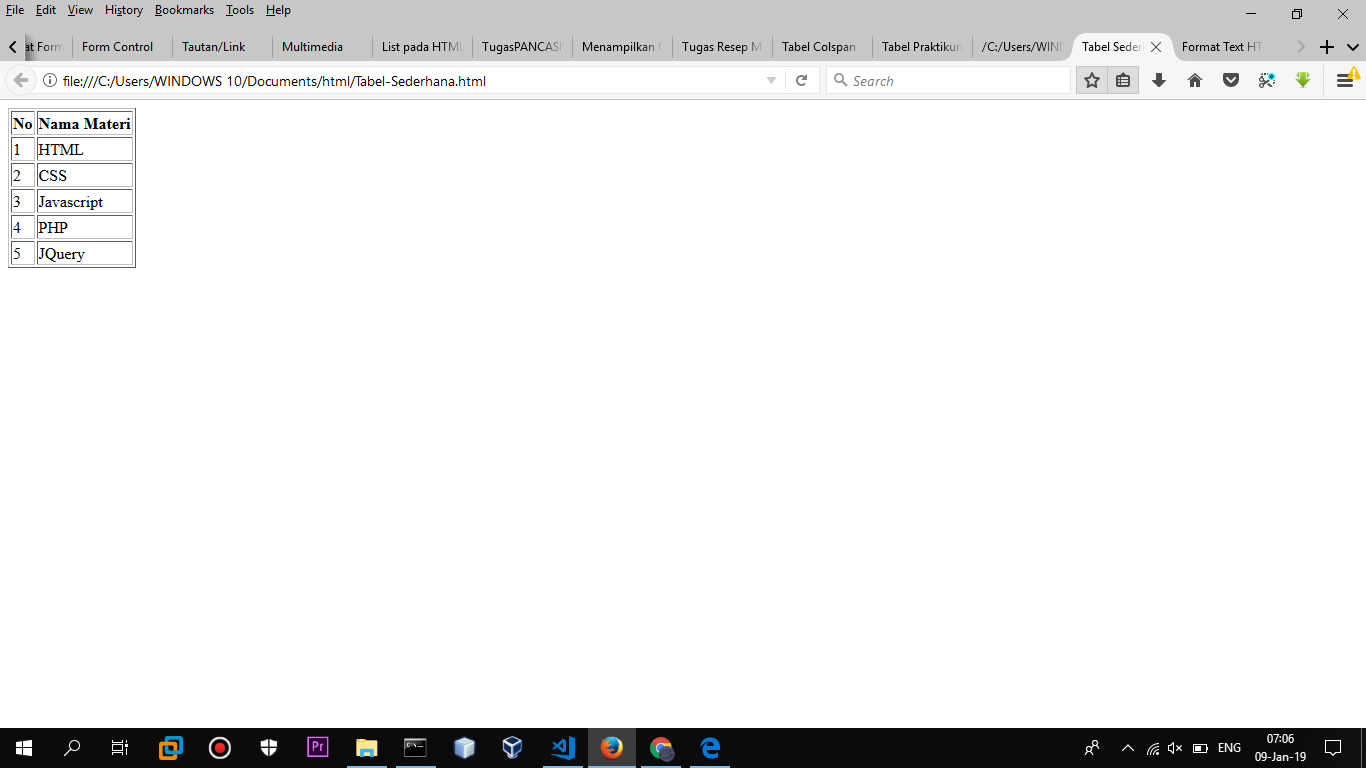 File Edit View History Bookmarks Tools Help
at Form Form Control Tautan/Link Multimedia List pada HTML TugasPANCASI Menampilkan Tugas Resep M Tabel Colspan Tabel Praktikum /C:/Users/WIND Tabel Seder Format Text HT
file:///C:/Users/WINDOWS 10/Documents/html/Tabel-Sederhana.html Search
No Nama Materi
1 HTML
2 CSS
3 Javascript
4 PHP
5 JQuery
Pr C:\. ENG 07:06
09-Jan-19